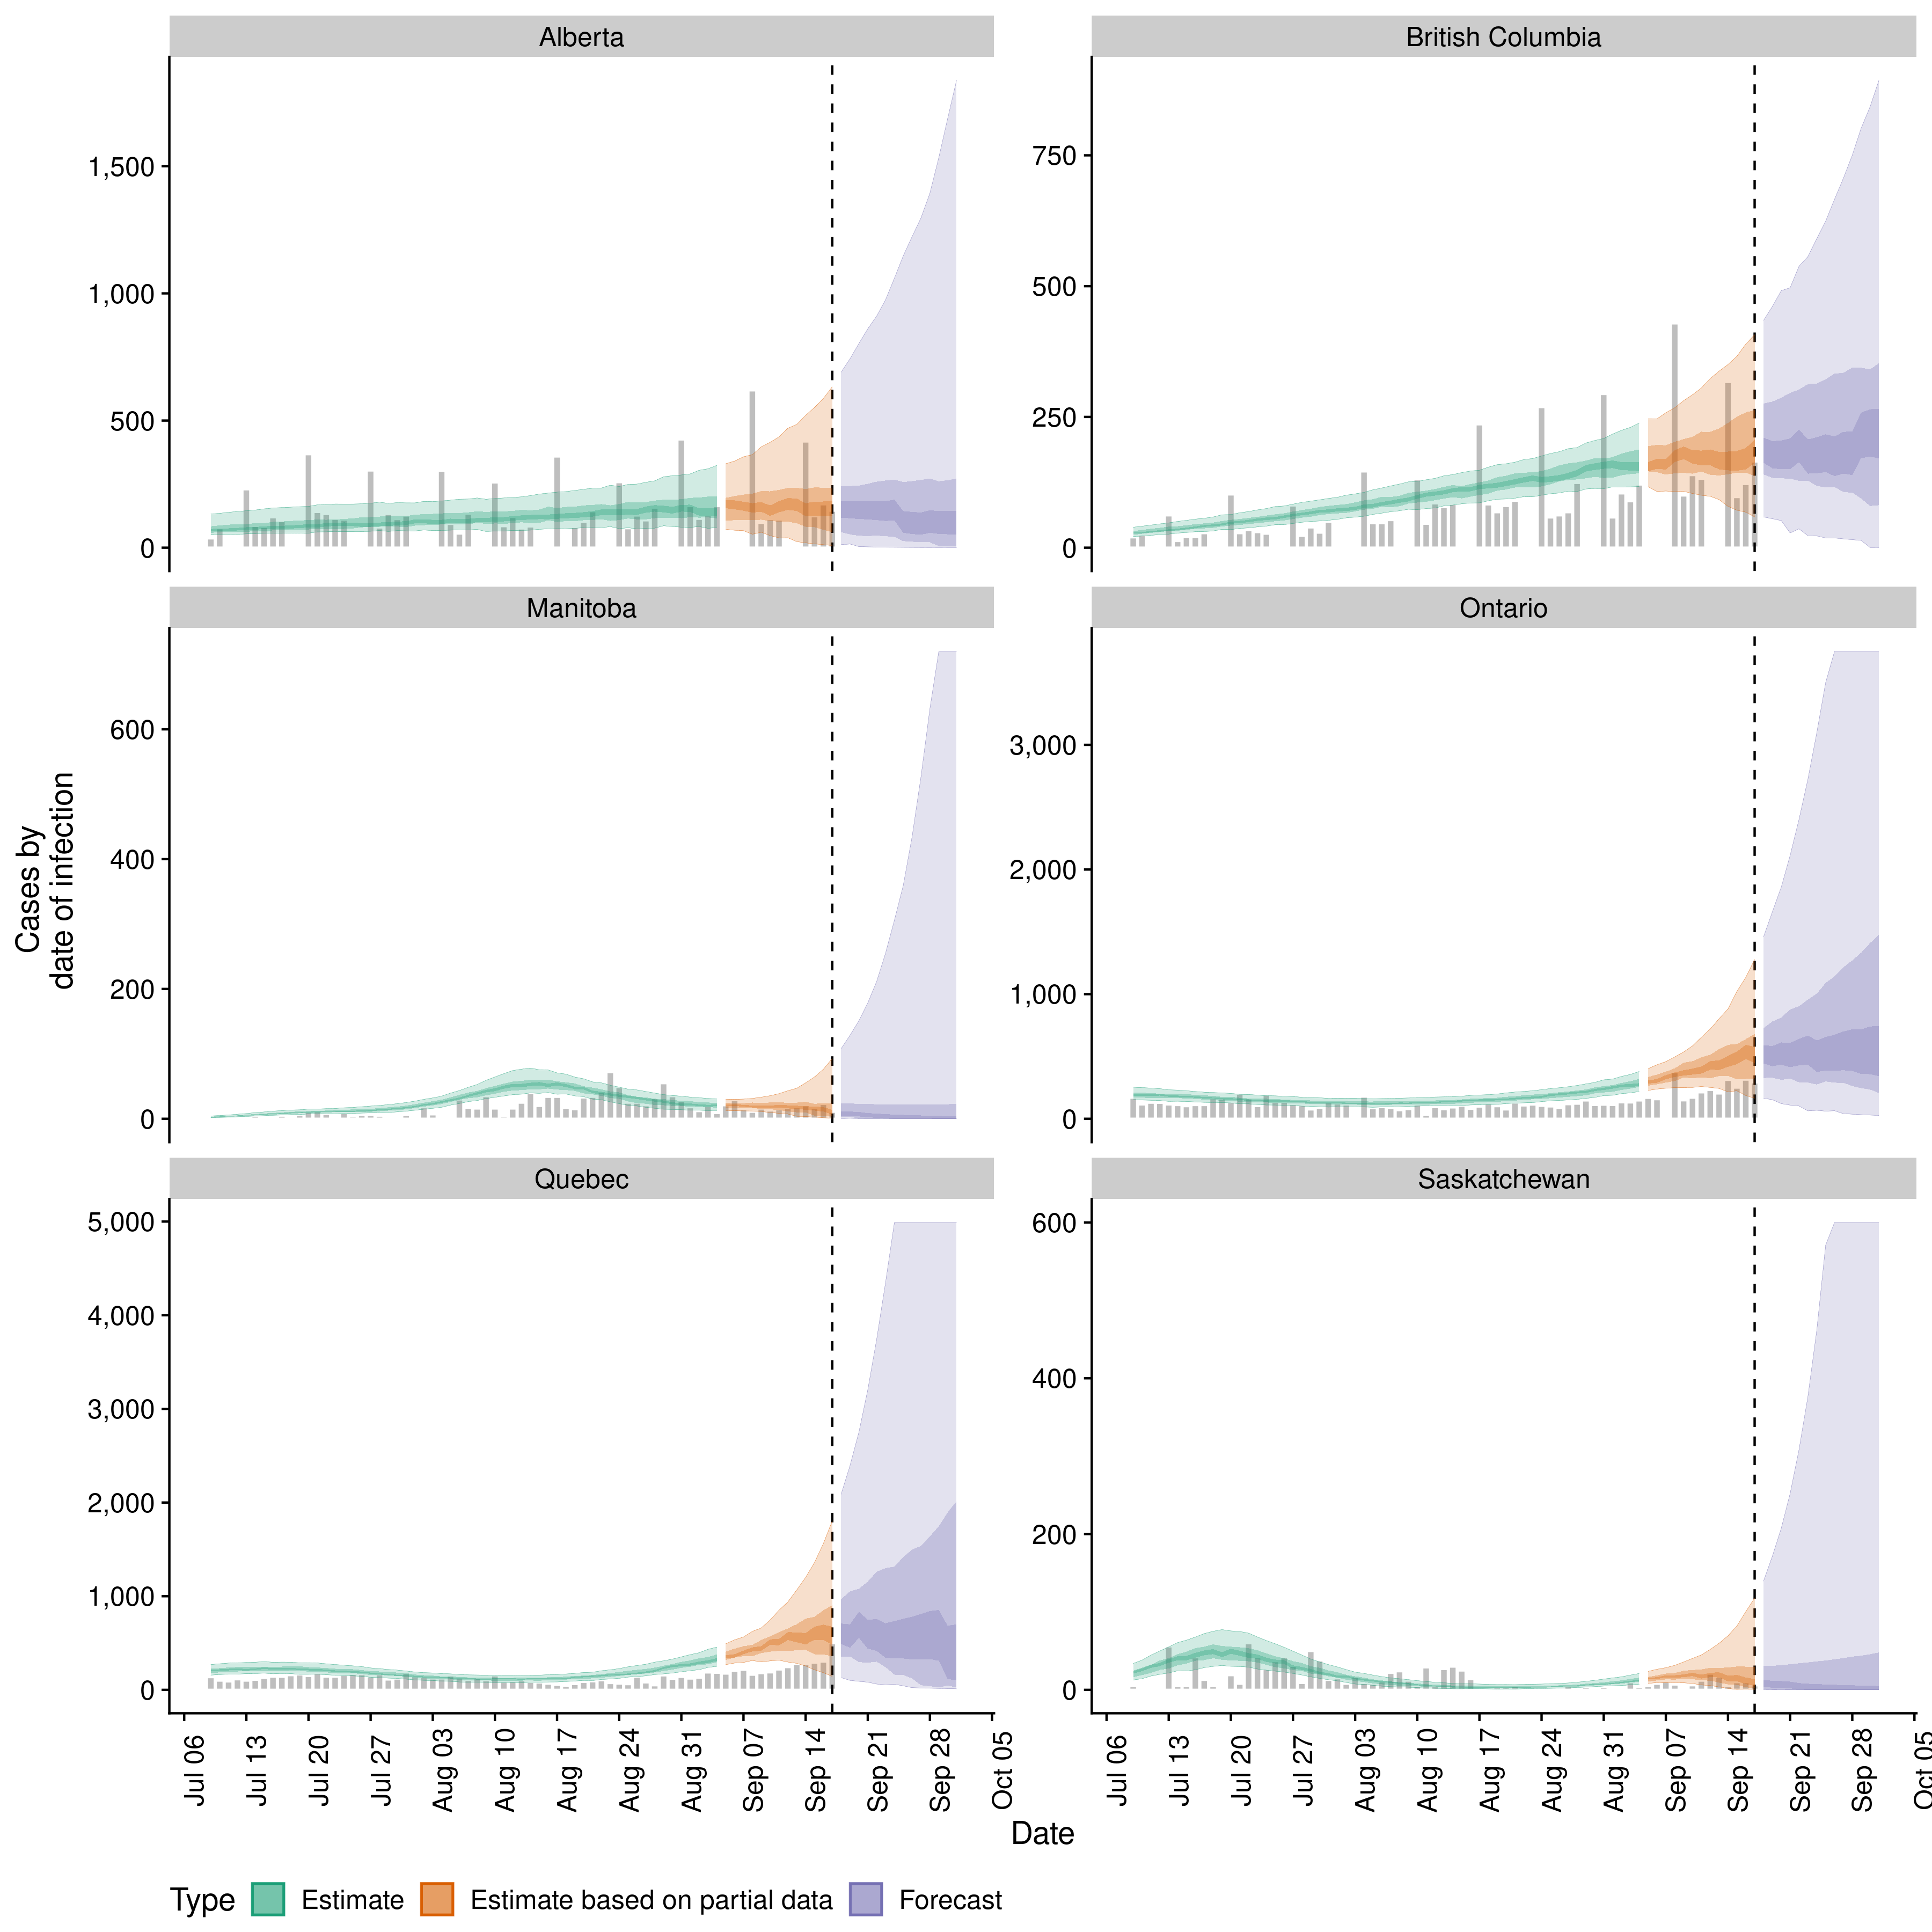 Alberta
British Columbia
1,500
1,000
500
0
750
500
250
0
Manitoba
Ontario
600
400
200
0
3,000
2,000
1,000
0
Cases by
date of infection
Quebec
Saskatchewan
5,000
4,000
3,000
2,000
1,000
0
600
400
200
0
Jul 06
Jul 13
Jul 20
Jul 27
Aug 03
Aug 10
Aug 17
Aug 24
Aug 31
Sep 07
Sep 14
Sep 21
Sep 28
Oct 05
Jul 06
Jul 13
Jul 20
Jul 27
Aug 03
Aug 10
Aug 17
Aug 24
Aug 31
Sep 07
Sep 14
Sep 21
Sep 28
Oct 05
Date
Type Estimate Estimate based on partial data Forecast